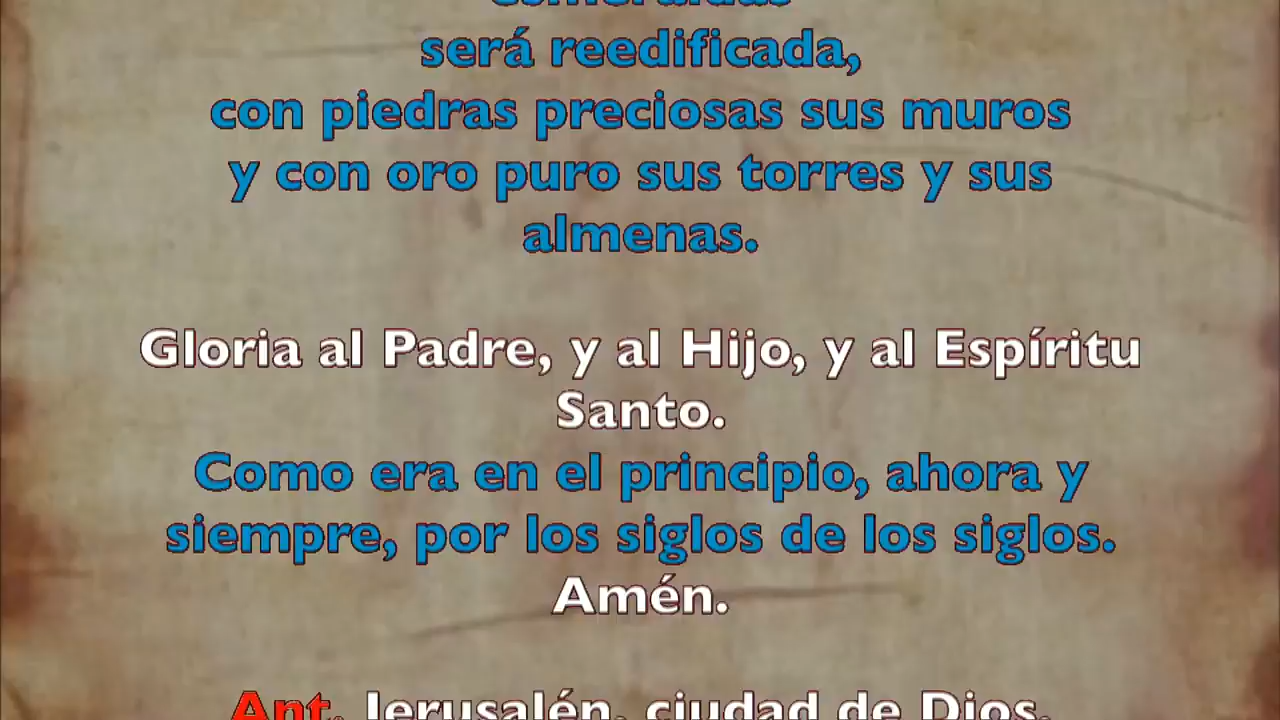 esmeraldas
será reedificada,
con piedras preciosas sus muros
y con oro puro sus torres y sus
almenas.
Gloria al Padre, y al Hijo, y al Espíritu
Santo.
Como era en el principio, ahora y
siempre, por los siglos de los siglos.
Amén.
Ant. Jerusalén, ciudad de Dios,